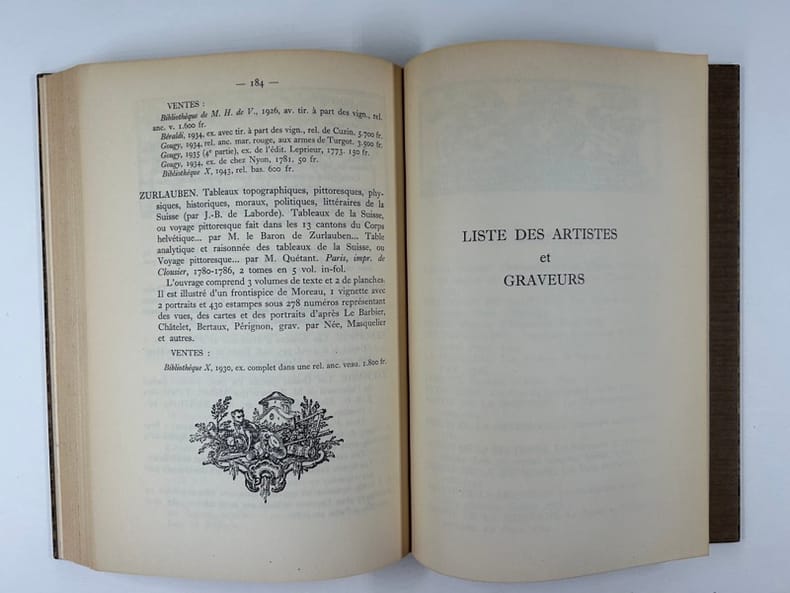 — 184 —
VENTES :
Bibliothèque de M. H. de V., 1926, av. tir. à part des vign., rel.
anc. v. 1.600 fr.
Béraldi, 1934, ex. avec tir. à part des vign., rel. de Cuzin. 5.700 fr.
Gougy, 1934, rel. anc. mar. rouge, aux armes de Turgot. 3.500 fr.
Gougy, 1935 (4e partie), ex. de l'édit. Leprieur, 1773. 150 fr.
Gougy, 1934, ex. de chez Nyon, 1781. 50 fr.
Bibliothèque X, 1943, rel. bas. 600 fr.
ZURLAUBEN. Tableaux topographiques, pittoresques, phy-
siques, historiques, moraux, politiques, littéraires de la
Suisse (par J.-B. de Laborde). Tableaux de la Suisse,
ou voyage pittoresque fait dans les 13 cantons du Corps
helvétique... par M. le Baron de Zurlauben... Table
analytique et raisonnée des tableaux de la Suisse, ou
Voyage pittoresque... par M. Quétant. Paris, impr. de
Clousier, 1780-1786, 2 tomes en 5 vol. in-fol.
L'ouvrage comprend 3 volumes de texte et 2 de planches.
Il est illustré d'un frontispice de Moreau, 1 vignette avec
2 portraits et 430 estampes sous 278 numéros représentant
des vues, des cartes et des portraits d'après Le Barbier,
Châtelet, Bertaux, Pérignon, grav. par Née, Masquelier
et autres.
VENTES :
Bibliothèque X, 1930, ex. complet dans une rel. anc. veau. 1.800 fr.
LISTE DES ARTISTES
et
GRAVEURS